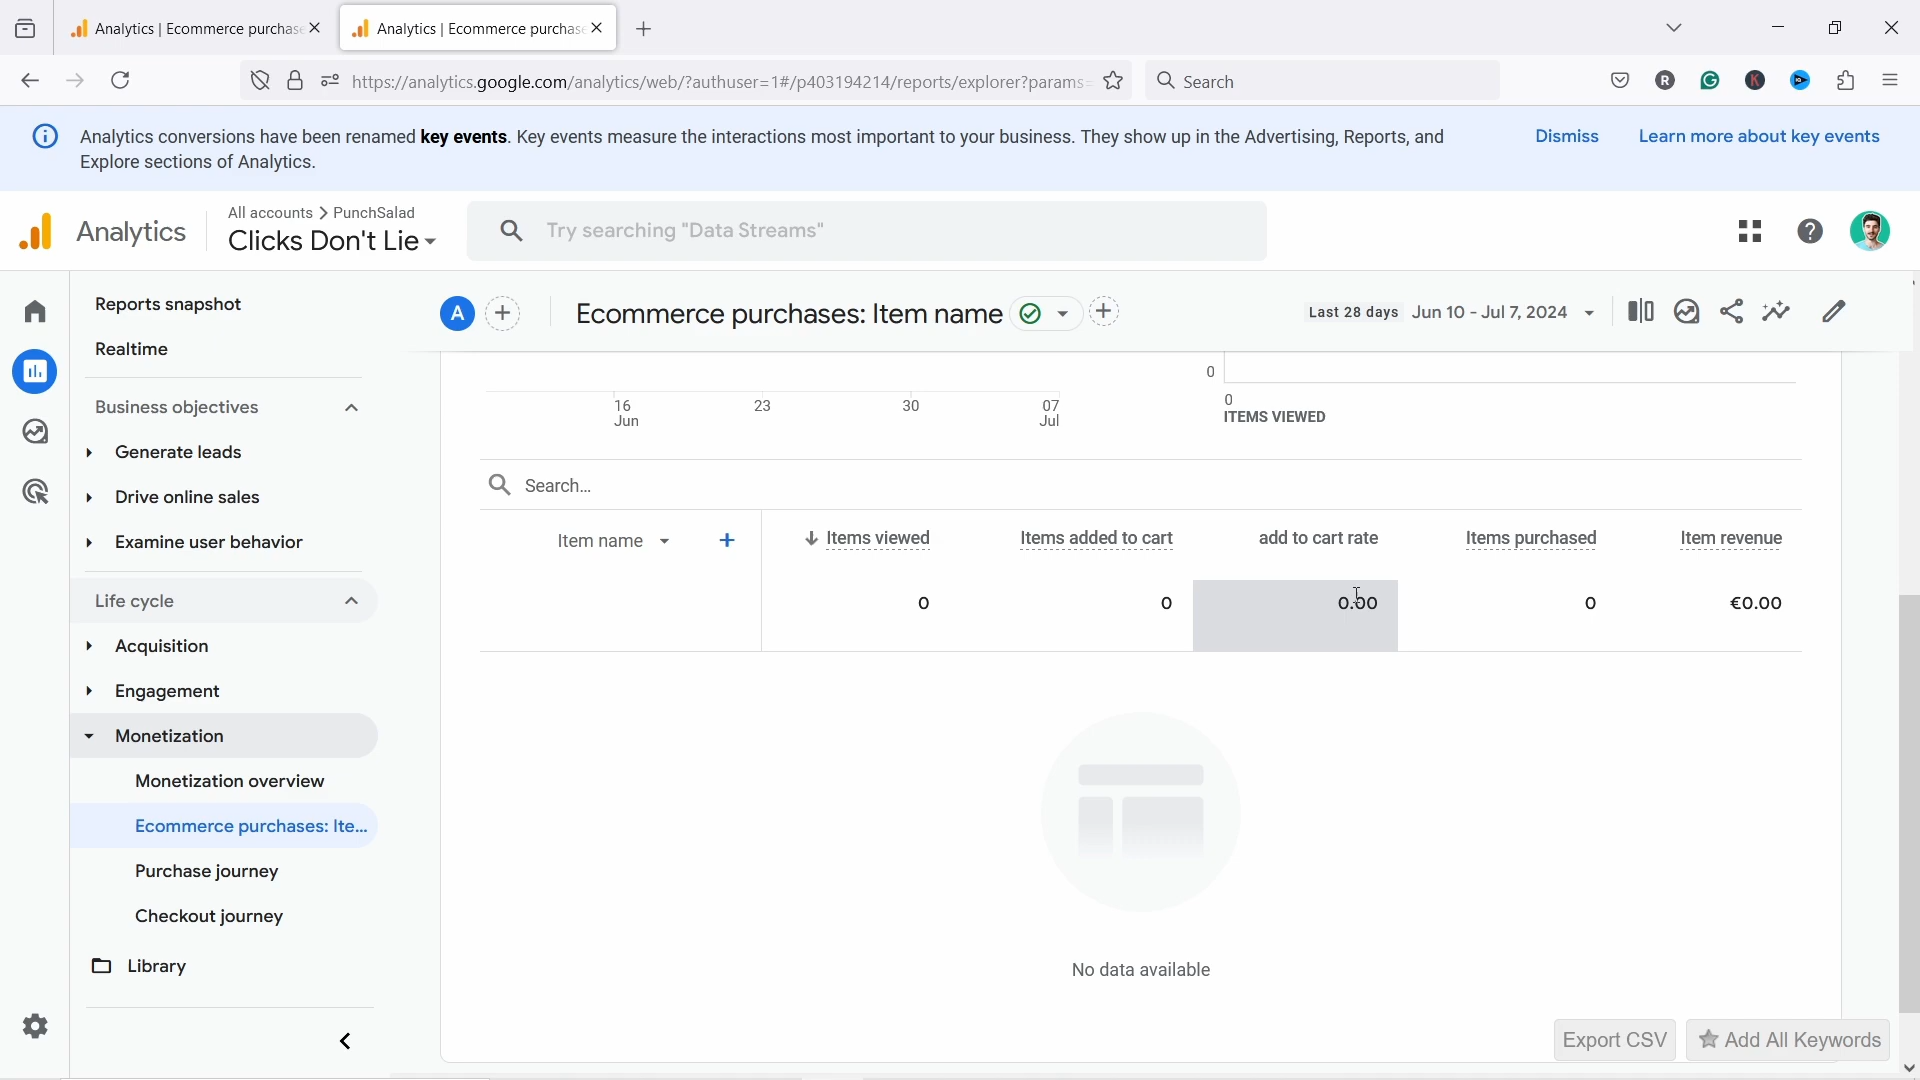 Analytics | Ecommerce purchase
Analytics | Ecommerce purchase
https://analytics.google.com/analytics/web/?authuser=1#/p403194214/reports/explorer?params=
Search
Analytics conversions have been renamed key events. Key events measure the interactions most important to your business. They show up in the Advertising, Reports, and
Explore sections of Analytics.
Dismiss
Learn more about key events
Analytics
All accounts > PunchSalad
Clicks Don't Lie
Try searching "Data Streams"
Reports snapshot
Realtime
Business objectives
Generate leads
Drive online sales
Examine user behavior
Life cycle
Acquisition
Engagement
Monetization
Monetization overview
Ecommerce purchases: Ite...
Purchase journey
Checkout journey
Library
A
Ecommerce purchases: Item name
Last 28 days Jun 10 - Jul 7, 2024
16
Jun
23
30
07
Jul
0
0
ITEMS VIEWED
Search...
Item name
Items viewed
Items added to cart
add to cart rate
Items purchased
Item revenue
0
0
0.00
0
€0.00
No data available
Export CSV
Add All Keywords